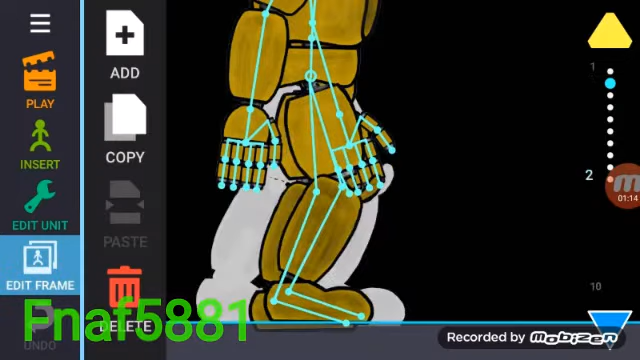 ADD
1
PLAY
COPY
INSERT
2
1:14
EDIT UNIT
PASTE
EDIT FRAME
10
Fnaf5881
DELETE
UNDO
Recorded by mobizen